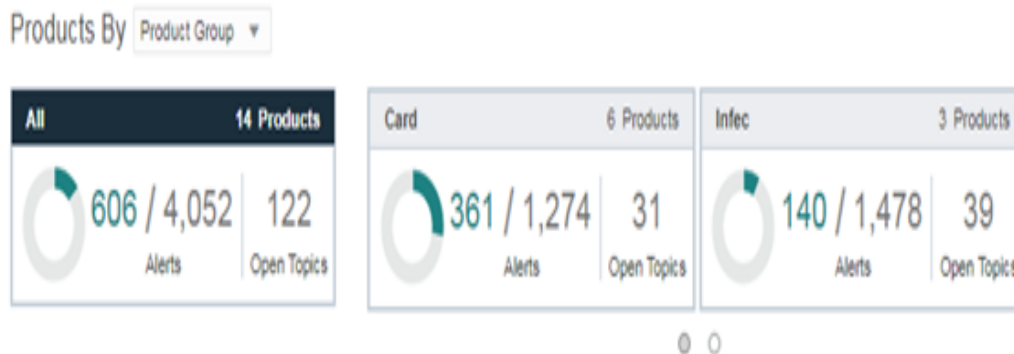 Products By Product Group
All 14 Products
606 / 4,052 122
Alerts Open Topics
Card 6 Products
361 / 1,274 31
Alerts Open Topics
Infec 3 Products
140 / 1,478 39
Alerts Open Topics